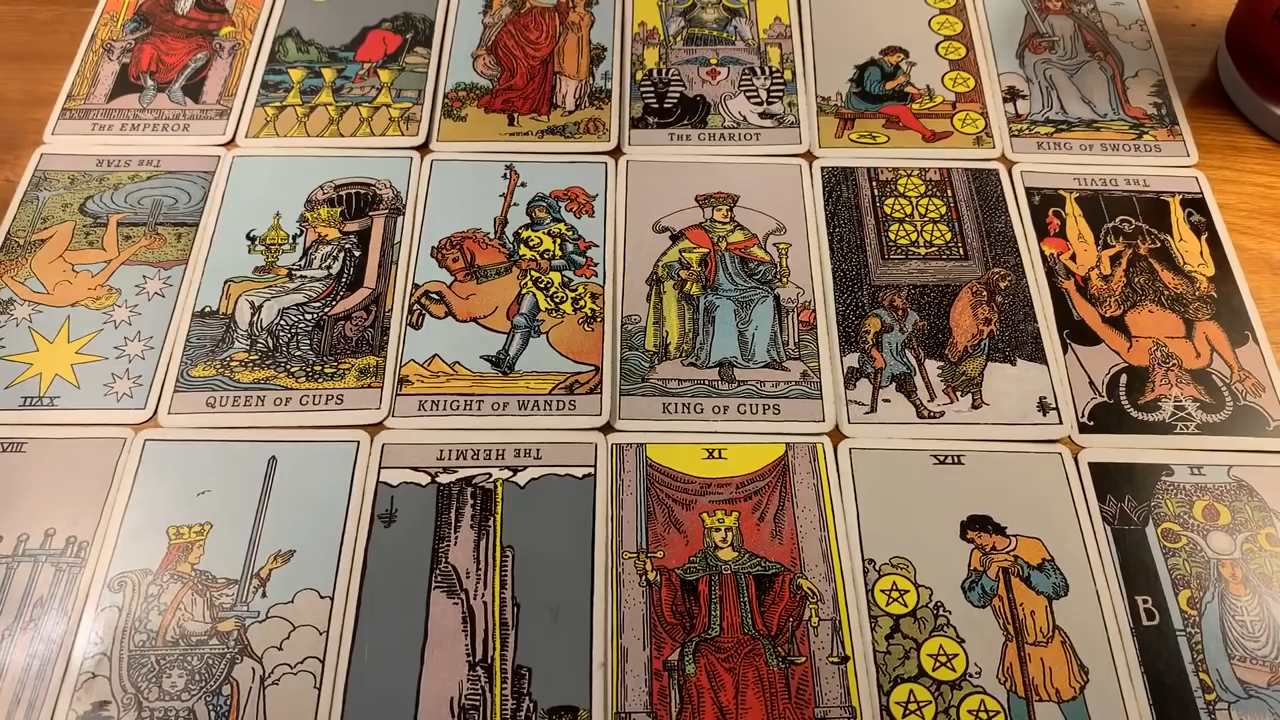 THE EMPEROR
THE CHARIOT
KING OF SWORDS
THE STAR
XVII
QUEEN OF CUPS
KNIGHT OF WANDS
KING OF CUPS
THE DEVIL
XV
VIII
THE HERMIT
XI
VII
II
B